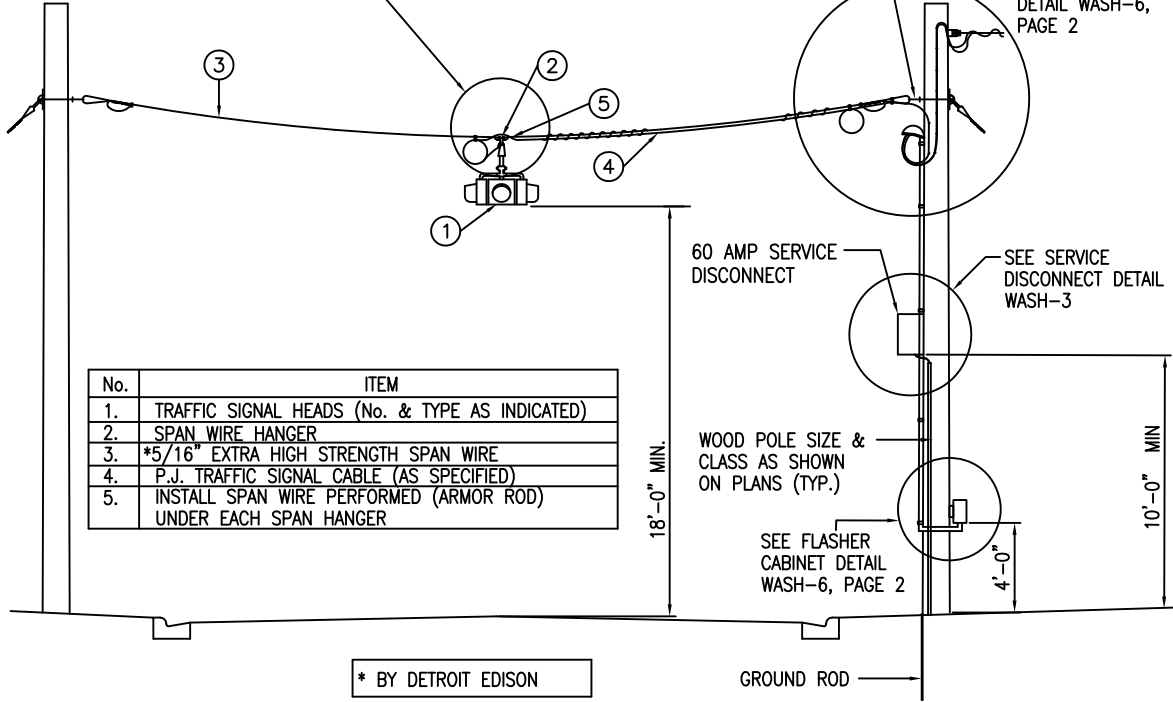 DETAIL WASH-6,
PAGE 2
3
2
5
4
1
60 AMP SERVICE
DISCONNECT
SEE SERVICE
DISCONNECT DETAIL
WASH-3
No. ITEM
1. TRAFFIC SIGNAL HEADS (No. & TYPE AS INDICATED)
2. SPAN WIRE HANGER
3. *5/16" EXTRA HIGH STRENGTH SPAN WIRE
4. P.J. TRAFFIC SIGNAL CABLE (AS SPECIFIED)
5. INSTALL SPAN WIRE PERFORMED (ARMOR ROD)
UNDER EACH SPAN HANGER
18'-0" MIN.
WOOD POLE SIZE &
CLASS AS SHOWN
ON PLANS (TYP.)
10'-0" MIN
SEE FLASHER
CABINET DETAIL
WASH-6, PAGE 2
4'-0"
* BY DETROIT EDISON
GROUND ROD